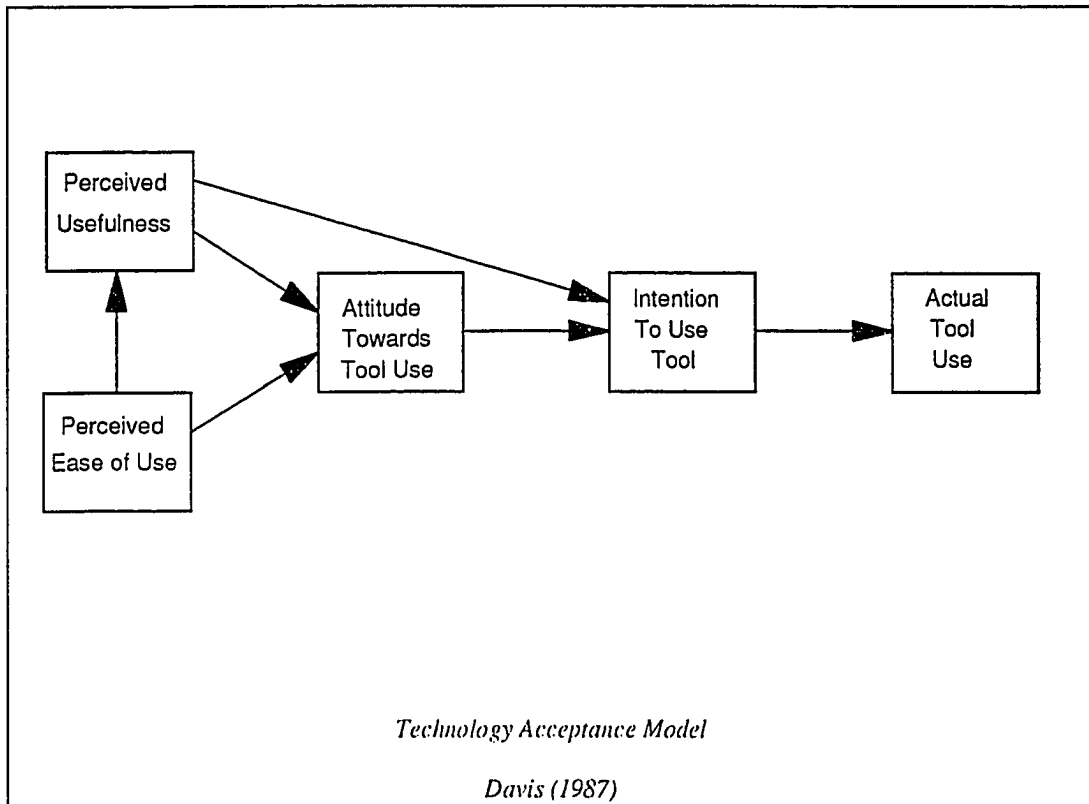 Perceived
Usefulness
Perceived
Ease of Use
Attitude
Towards
Tool Use
Intention
To Use
Tool
Actual
Tool
Use
Technology Acceptance Model
Davis (1987)